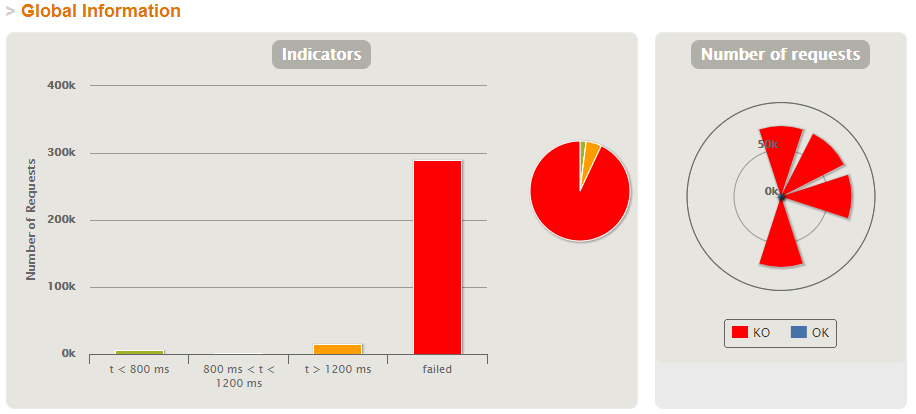 > Global Information
Indicators
400k
300k
200k
100k
0k
Number of Requests
t < 800 ms
800 ms < t <
1200 ms
t > 1200 ms
failed
Number of requests
50k
0k
KO
OK